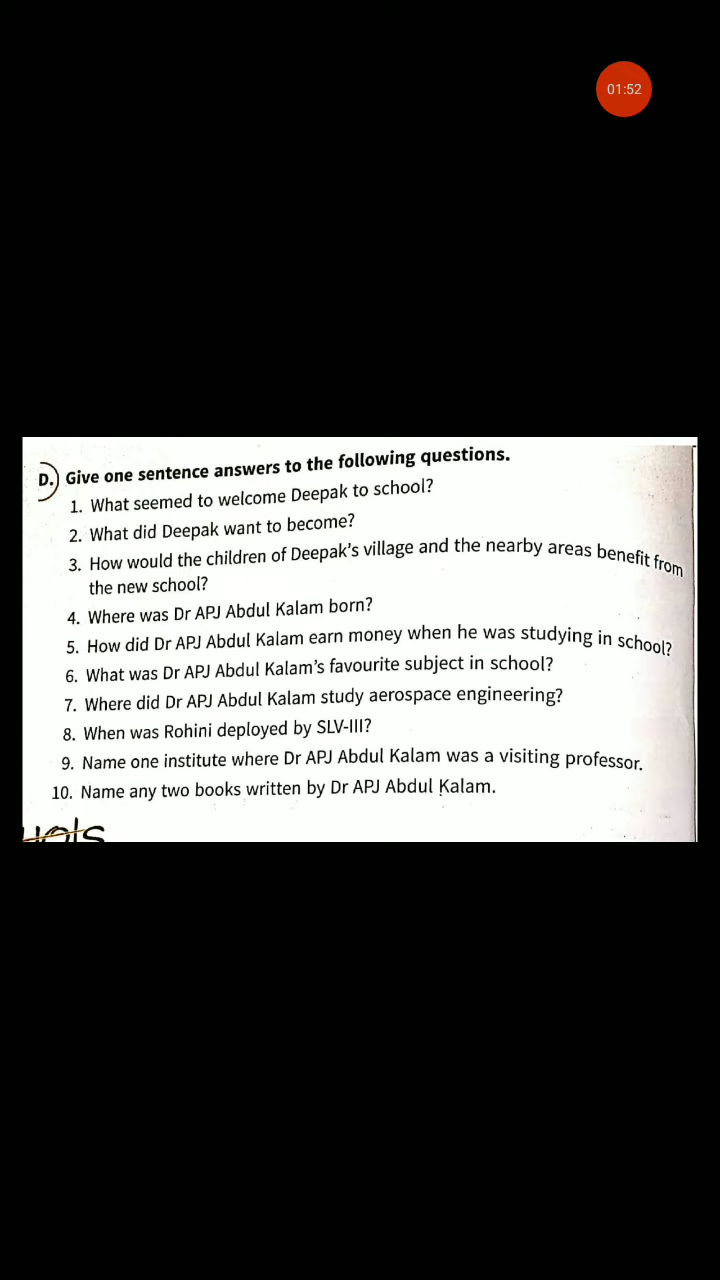 01:52
D. Give one sentence answers to the following questions.
1. What seemed to welcome Deepak to school?
2. What did Deepak want to become?
3. How would the children of Deepak's village and the nearby areas benefit from
the new school?
4. Where was Dr APJ Abdul Kalam born?
5. How did Dr APJ Abdul Kalam earn money when he was studying in school?
6. What was Dr APJ Abdul Kalam's favourite subject in school?
7. Where did Dr APJ Abdul Kalam study aerospace engineering?
8. When was Rohini deployed by SLV-III?
9. Name one institute where Dr APJ Abdul Kalam was a visiting professor.
10. Name any two books written by Dr APJ Abdul Kalam.